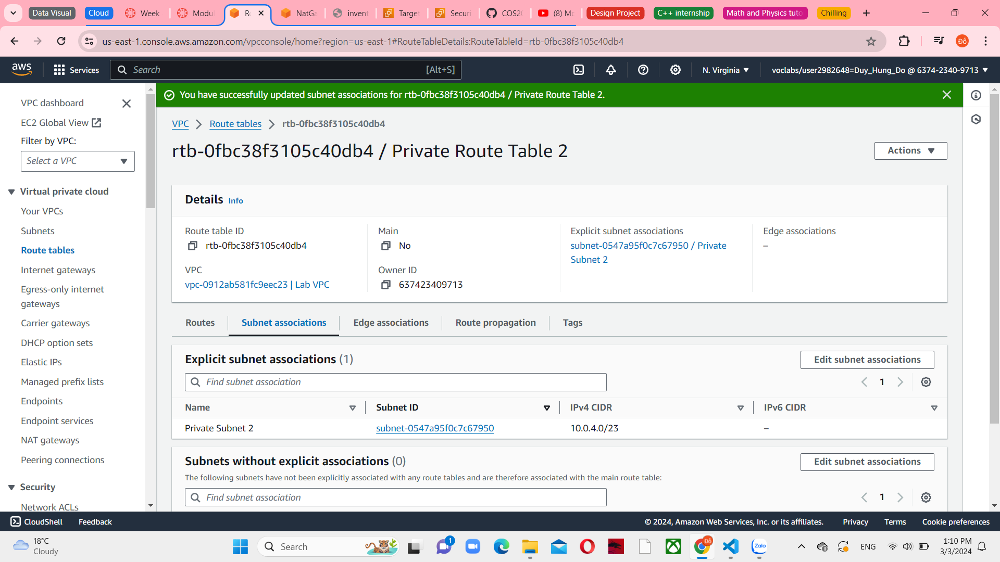 Data Visual
Cloud
Week
Modul
R
NatGa
invent
Target
Securi
COS20
(8) Mo
Design Project
C++ internship
Math and Physics tuto
Chilling
us-east-1.console.aws.amazon.com/vpcconsole/home?region=us-east-1#RouteTableDetails:RouteTableId=rtb-0fbc38f3105c40db4
Đỗ
aws
Services
Search
[Alt+S]
N. Virginia
voclabs/user2982648=Duy_Hung_Do @ 6374-2340-9713
VPC dashboard
EC2 Global View
Filter by VPC:
Select a VPC
Virtual private cloud
Your VPCs
Subnets
Route tables
Internet gateways
Egress-only internet
gateways
Carrier gateways
DHCP option sets
Elastic IPs
Managed prefix lists
Endpoints
Endpoint services
NAT gateways
Peering connections
Security
Network ACLs
You have successfully updated subnet associations for rtb-0fbc38f3105c40db4 / Private Route Table 2.
VPC
Route tables
rtb-0fbc38f3105c40db4
rtb-0fbc38f3105c40db4 / Private Route Table 2
Actions
Details
Info
Route table ID
rtb-0fbc38f3105c40db4
Main
No
Explicit subnet associations
subnet-0547a95f0c7c67950 / Private
Subnet 2
Edge associations
–
VPC
vpc-0912ab581fc9eec23 | Lab VPC
Owner ID
637423409713
Routes
Subnet associations
Edge associations
Route propagation
Tags
Explicit subnet associations (1)
Edit subnet associations
Find subnet association
1
Name
Subnet ID
IPv4 CIDR
IPv6 CIDR
Private Subnet 2
subnet-0547a95f0c7c67950
10.0.4.0/23
–
Subnets without explicit associations (0)
Edit subnet associations
The following subnets have not been explicitly associated with any route tables and are therefore associated with the main route table:
Find subnet association
1
CloudShell
Feedback
© 2024, Amazon Web Services, Inc. or its affiliates.
Privacy
Terms
Cookie preferences
18°C
Cloudy
Search
1
Đỗ
Zalo
ENG
1:10 PM
3/3/2024